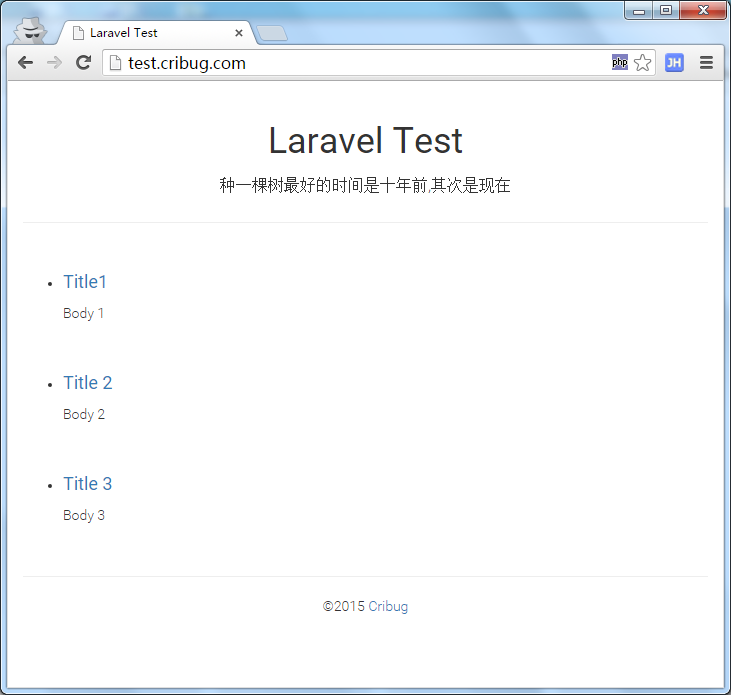 Laravel Test
test.cribug.com
php
JH
Laravel Test
种一棵树最好的时间是十年前,其次是现在
Title1
Body 1
Title 2
Body 2
Title 3
Body 3
©2015 Cribug